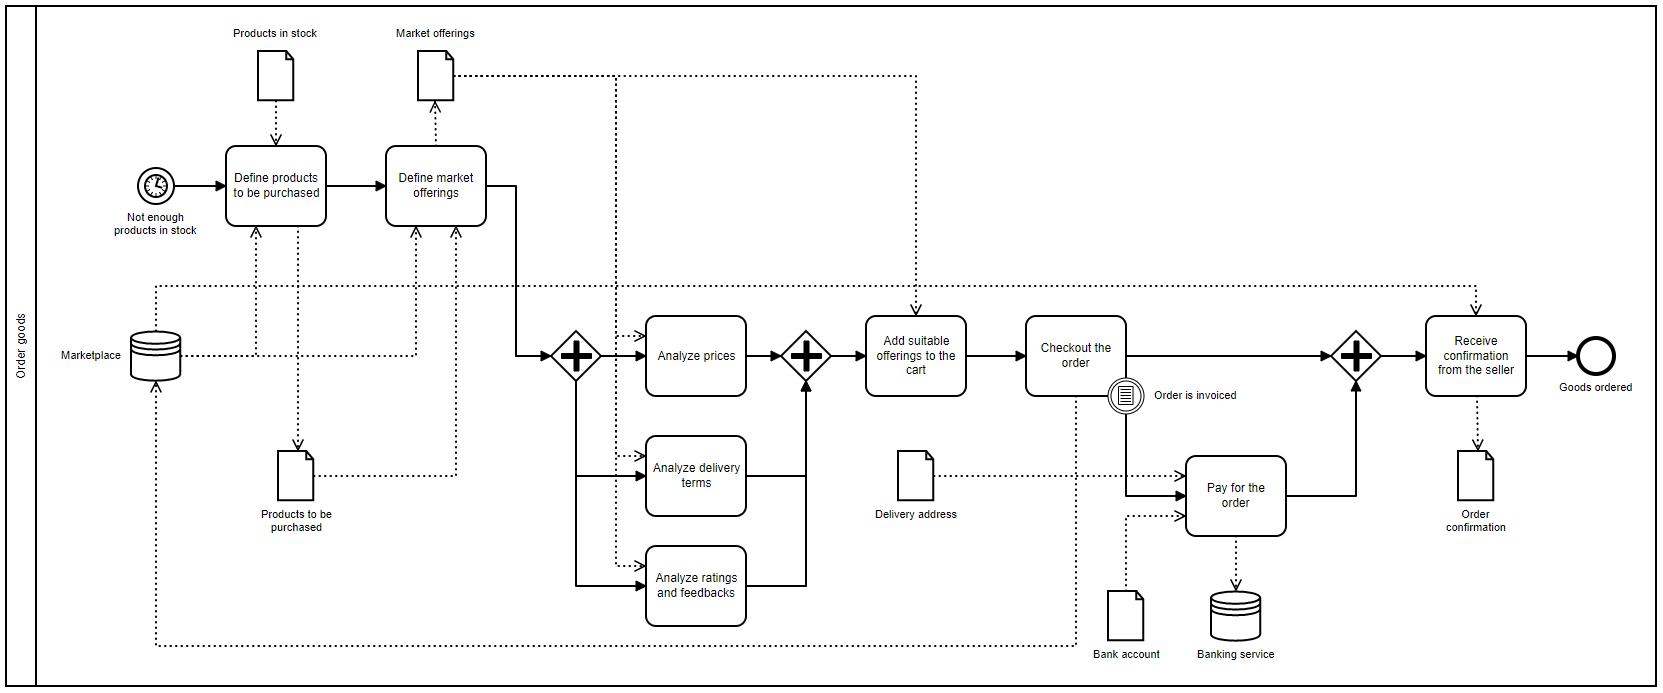 Order goods
Products in stock
Market offerings
Define products
to be purchased
Define market
offerings
Not enough
products in stock
Marketplace
Products to be
purchased
Analyze prices
Analyze delivery
terms
Analyze ratings
and feedbacks
Add suitable
offerings to the
cart
Checkout the
order
Order is invoiced
Delivery address
Pay for the
order
Bank account
Banking service
Receive
confirmation
from the seller
Order
confirmation
Goods ordered